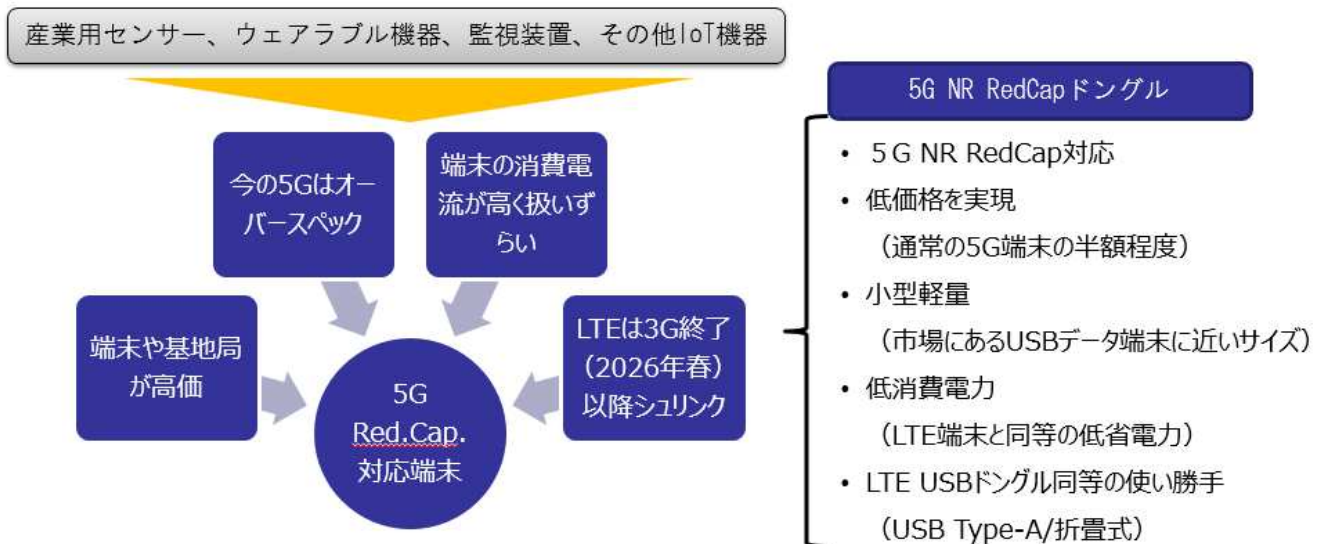 産業用センサー、ウェアラブル機器、監視装置、その他IoT機器
今の5Gはオー
バースペック
端末の消費電
流が高く扱いず
らい
端末や基地局
が高価
LTEは3G終了
（2026年春）
以降シュリンク
5G
Red.Cap.
対応端末
5G NR RedCapドングル
• ５G NR RedCap対応
• 低価格を実現
（通常の5G端末の半額程度）
• 小型軽量
（市場にあるUSBデータ端末に近いサイズ）
• 低消費電力
（LTE端末と同等の低省電力）
• LTE USBドングル同等の使い勝手
（USB Type-A/折畳式）